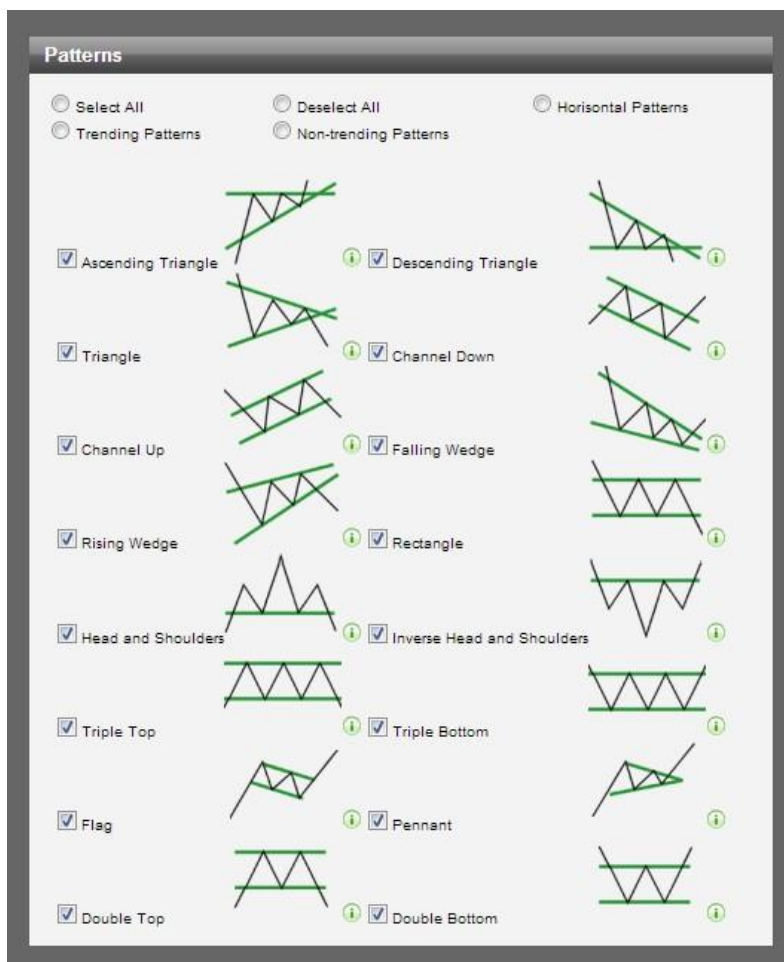 Patterns
Select All Deselect All Horisontal Patterns
Trending Patterns Non-trending Patterns
Ascending Triangle Descending Triangle
Triangle Channel Down
Channel Up Falling Wedge
Rising Wedge Rectangle
Head and Shoulders Inverse Head and Shoulders
Triple Top Triple Bottom
Flag Pennant
Double Top Double Bottom